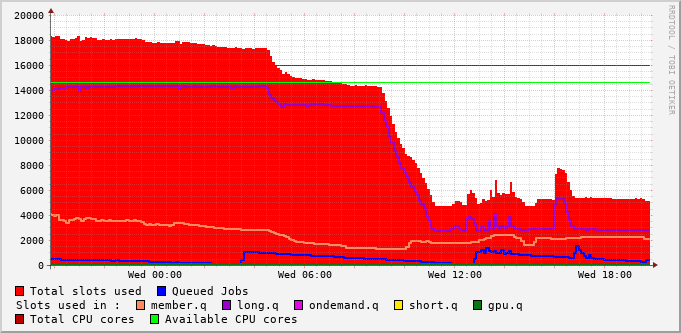 20000
18000
16000
14000
12000
10000
8000
6000
4000
2000
0
Wed 00:00 Wed 06:00 Wed 12:00 Wed 18:00
RRDTOOL / TOBI OETIKER
Total slots used Queued Jobs
Slots used in : member.q long.q ondemand.q short.q gpu.q
Total CPU cores Available CPU cores